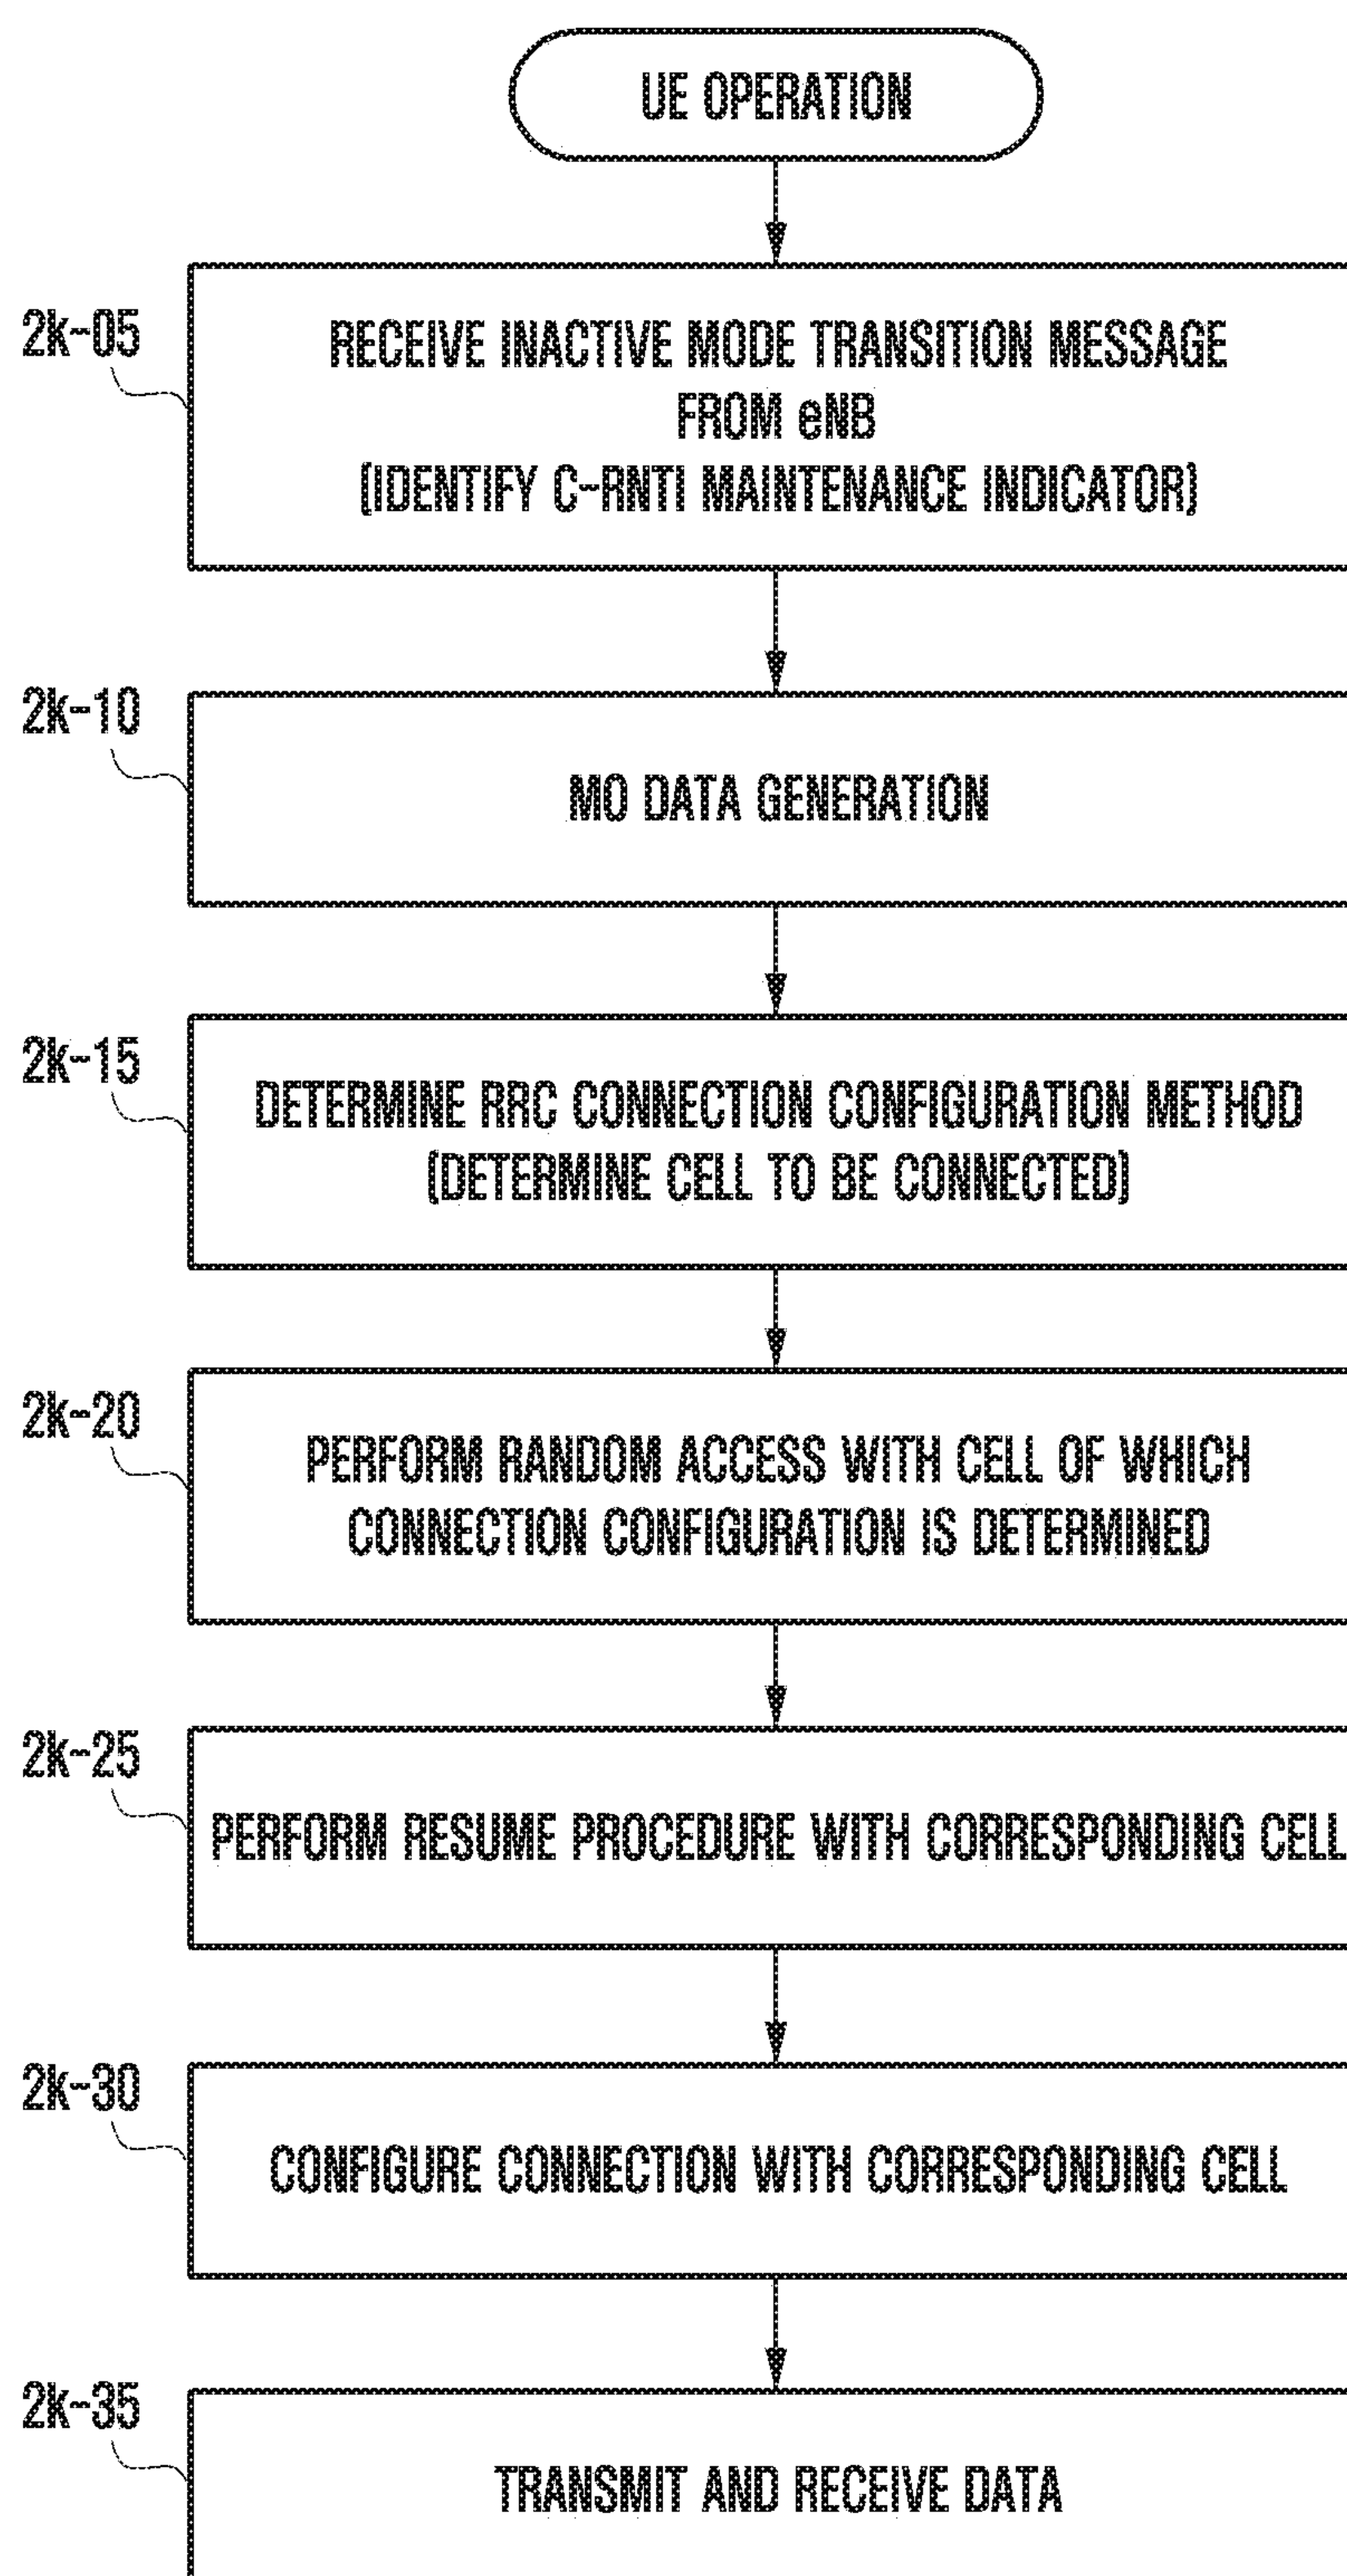 UE OPERATION
2k-05
RECEIVE INACTIVE MODE TRANSITION MESSAGE
FROM eNB
(IDENTIFY C-RNTI MAINTENANCE INDICATOR)
2k-10
MO DATA GENERATION
2k-15
DETERMINE RRC CONNECTION CONFIGURATION METHOD
(DETERMINE CELL TO BE CONNECTED)
2k-20
PERFORM RANDOM ACCESS WITH CELL OF WHICH
CONNECTION CONFIGURATION IS DETERMINED
2k-25
PERFORM RESUME PROCEDURE WITH CORRESPONDING CELL
2k-30
CONFIGURE CONNECTION WITH CORRESPONDING CELL
2k-35
TRANSMIT AND RECEIVE DATA